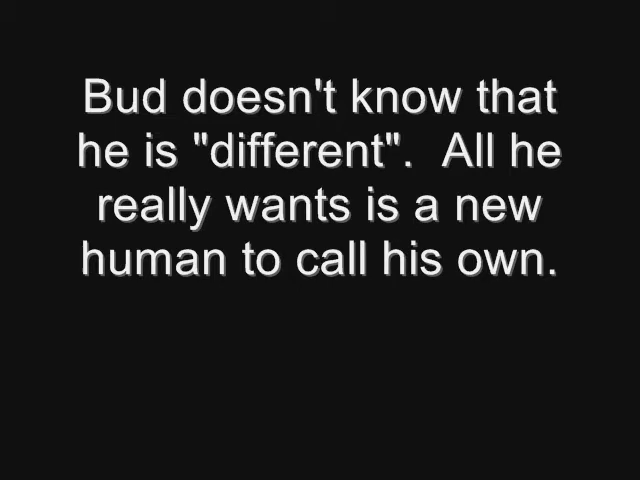 Bud doesn't know that
he is "different".  All he
really wants is a new
human to call his own.